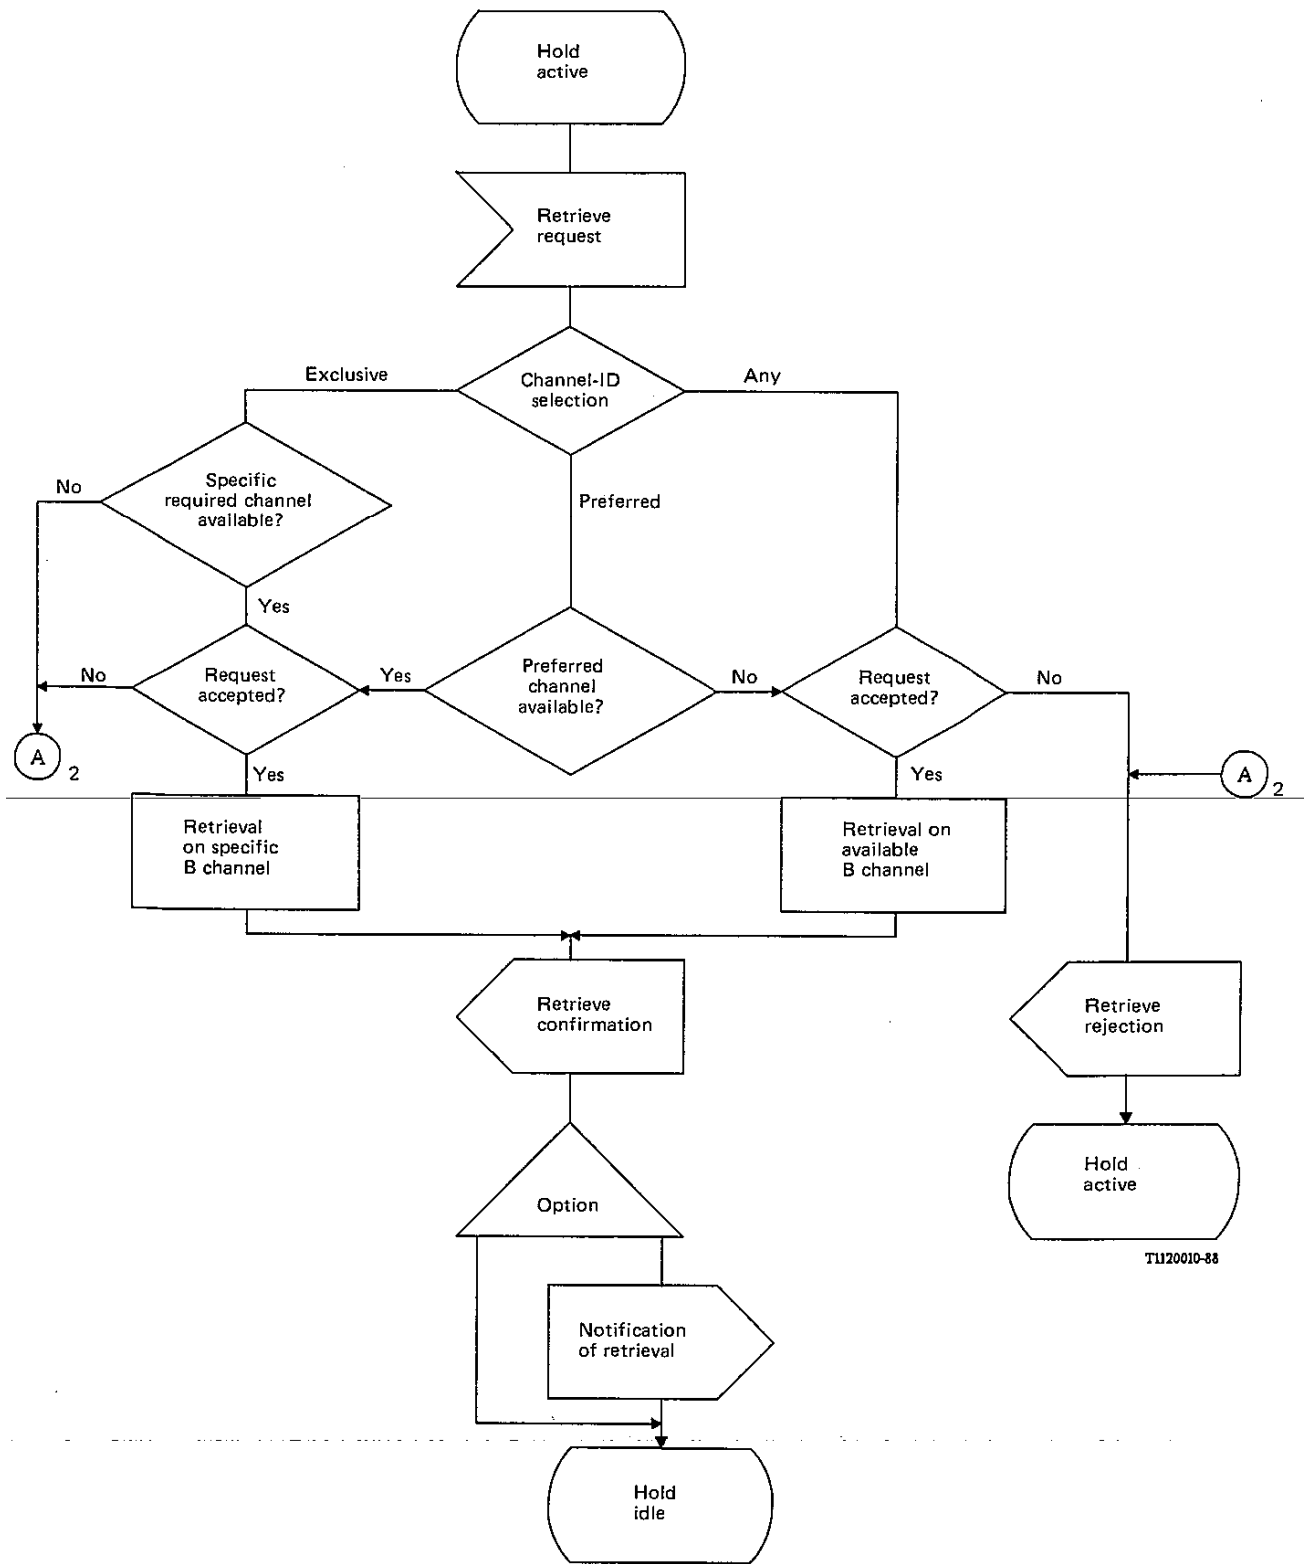 Hold
active
Retrieve
request
Exclusive
Channel-ID
selection
Any
No
Specific
required channel
available?
Preferred
Yes
No
Request
accepted?
Yes
Preferred
channel
available?
No
Request
accepted?
No
A
2
Yes
Yes
A
2
Retrieval
on specific
B channel
Retrieval on
available
B channel
Retrieve
confirmation
Retrieve
rejection
Option
Hold
active
T1120010-88
Notification
of retrieval
Hold
idle